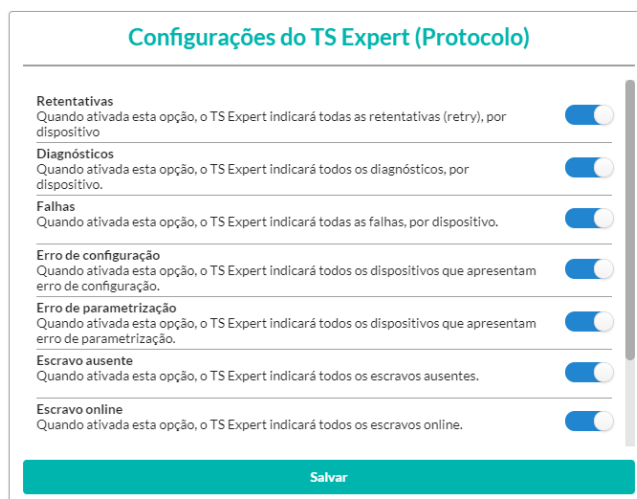 Configurações do TS Expert (Protocolo)
Retentativas
Quando ativada esta opção, o TS Expert indicará todas as retentativas (retry), por
dispositivo
Diagnósticos
Quando ativada esta opção, o TS Expert indicará todos os diagnósticos, por
dispositivo.
Falhas
Quando ativada esta opção, o TS Expert indicará todas as falhas, por dispositivo.
Erro de configuração
Quando ativada esta opção, o TS Expert indicará todos os dispositivos que apresentam
erro de configuração.
Erro de parametrização
Quando ativada esta opção, o TS Expert indicará todos os dispositivos que apresentam
erro de parametrização.
Escravo ausente
Quando ativada esta opção, o TS Expert indicará todos os escravos ausentes.
Escravo online
Quando ativada esta opção, o TS Expert indicará todos os escravos online.
Salvar